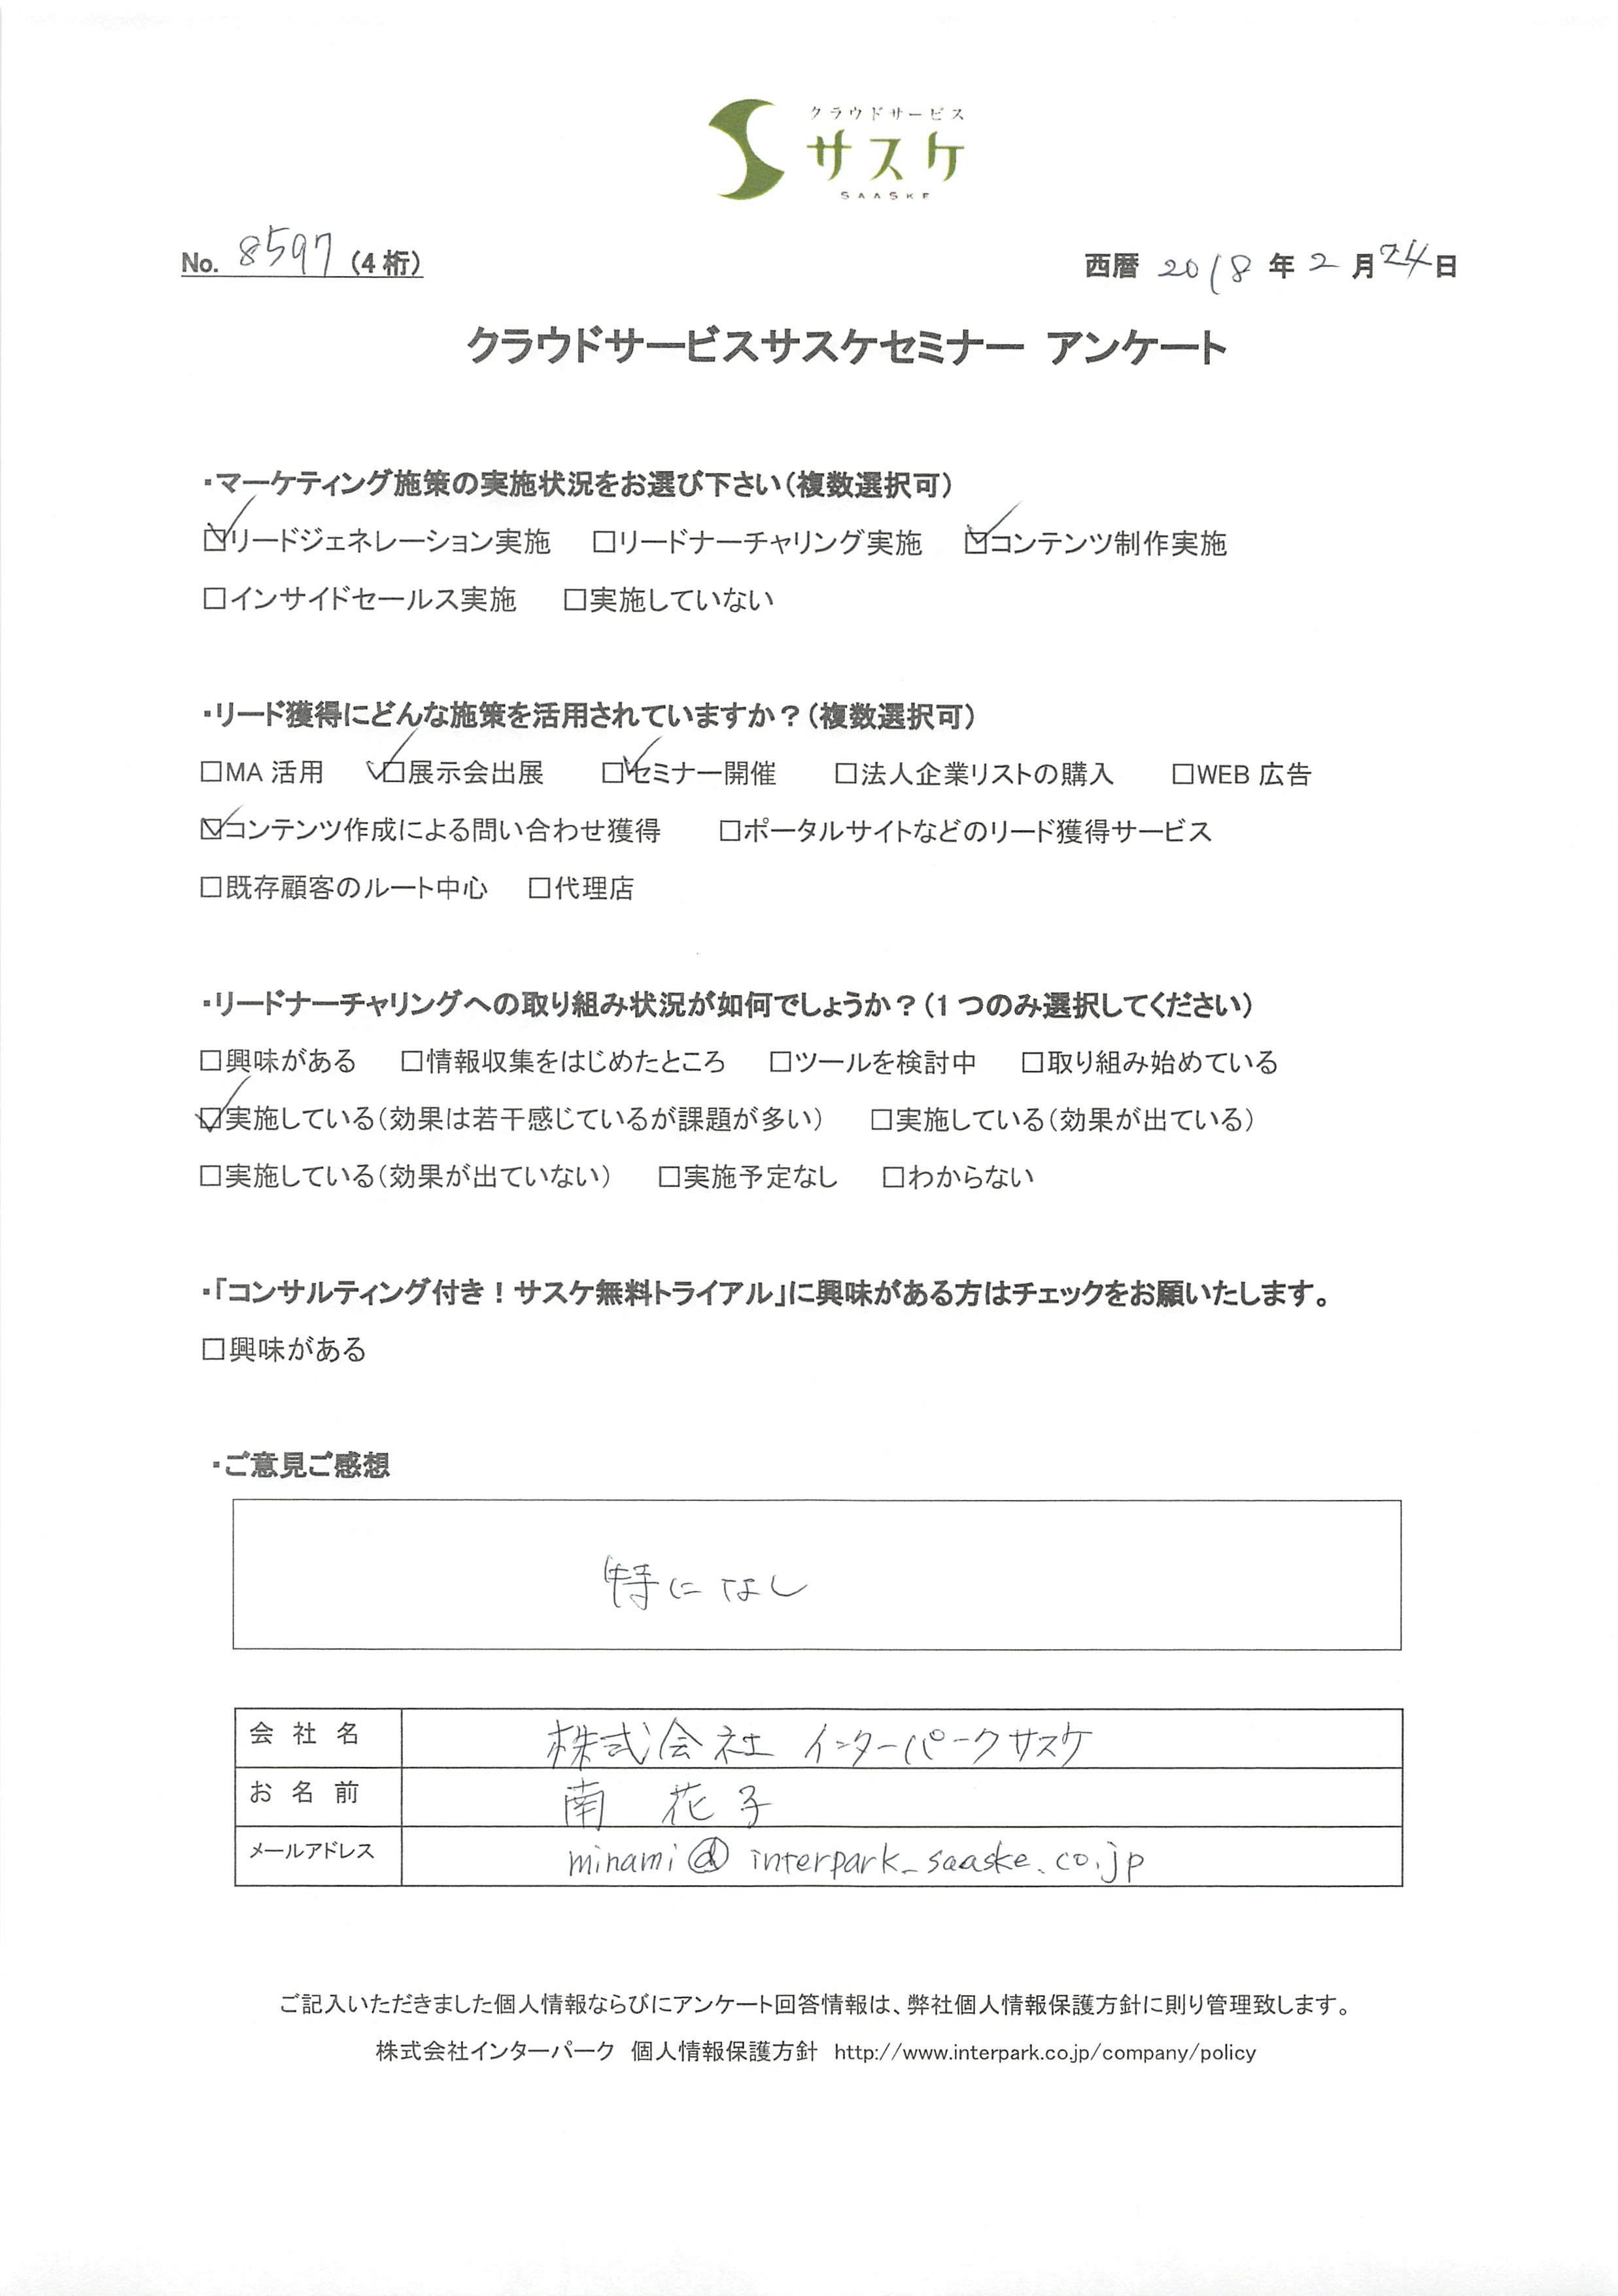 クラウドサービス
サスケ
SAASKE
No. 8597 (4桁)
西暦 2018 年 2 月 24 日
クラウドサービスサスケセミナー アンケート
・マーケティング施策の実施状況をお選び下さい(複数選択可)
☑リードジェネレーション実施 □リードナーチャリング実施 ☑コンテンツ制作実施
□インサイドセールス実施 □実施していない
・リード獲得にどんな施策を活用されていますか?(複数選択可)
□MA 活用 ☑展示会出展 ☑セミナー開催 □法人企業リストの購入 □WEB 広告
☑コンテンツ作成による問い合わせ獲得 □ポータルサイトなどのリード獲得サービス
□既存顧客のルート中心 □代理店
・リードナーチャリングへの取り組み状況が如何でしょうか?(1 つのみ選択してください)
□興味がある □情報収集をはじめたところ □ツールを検討中 □取り組み始めている
☑実施している(効果は若干感じているが課題が多い) □実施している(効果が出ている)
□実施している(効果が出ていない) □実施予定なし □わからない
・「コンサルティング付き!サスケ無料トライアル」に興味がある方はチェックをお願いたします。
□興味がある
・ご意見ご感想
特になし
会 社 名 株式会社 インターパークサスケ
お 名 前 南 花子
メールアドレス minami@interpark_saaske.co.jp
ご記入いただきました個人情報ならびにアンケート回答情報は、弊社個人情報保護方針に則り管理致します。
株式会社インターパーク 個人情報保護方針 http://www.interpark.co.jp/company/policy